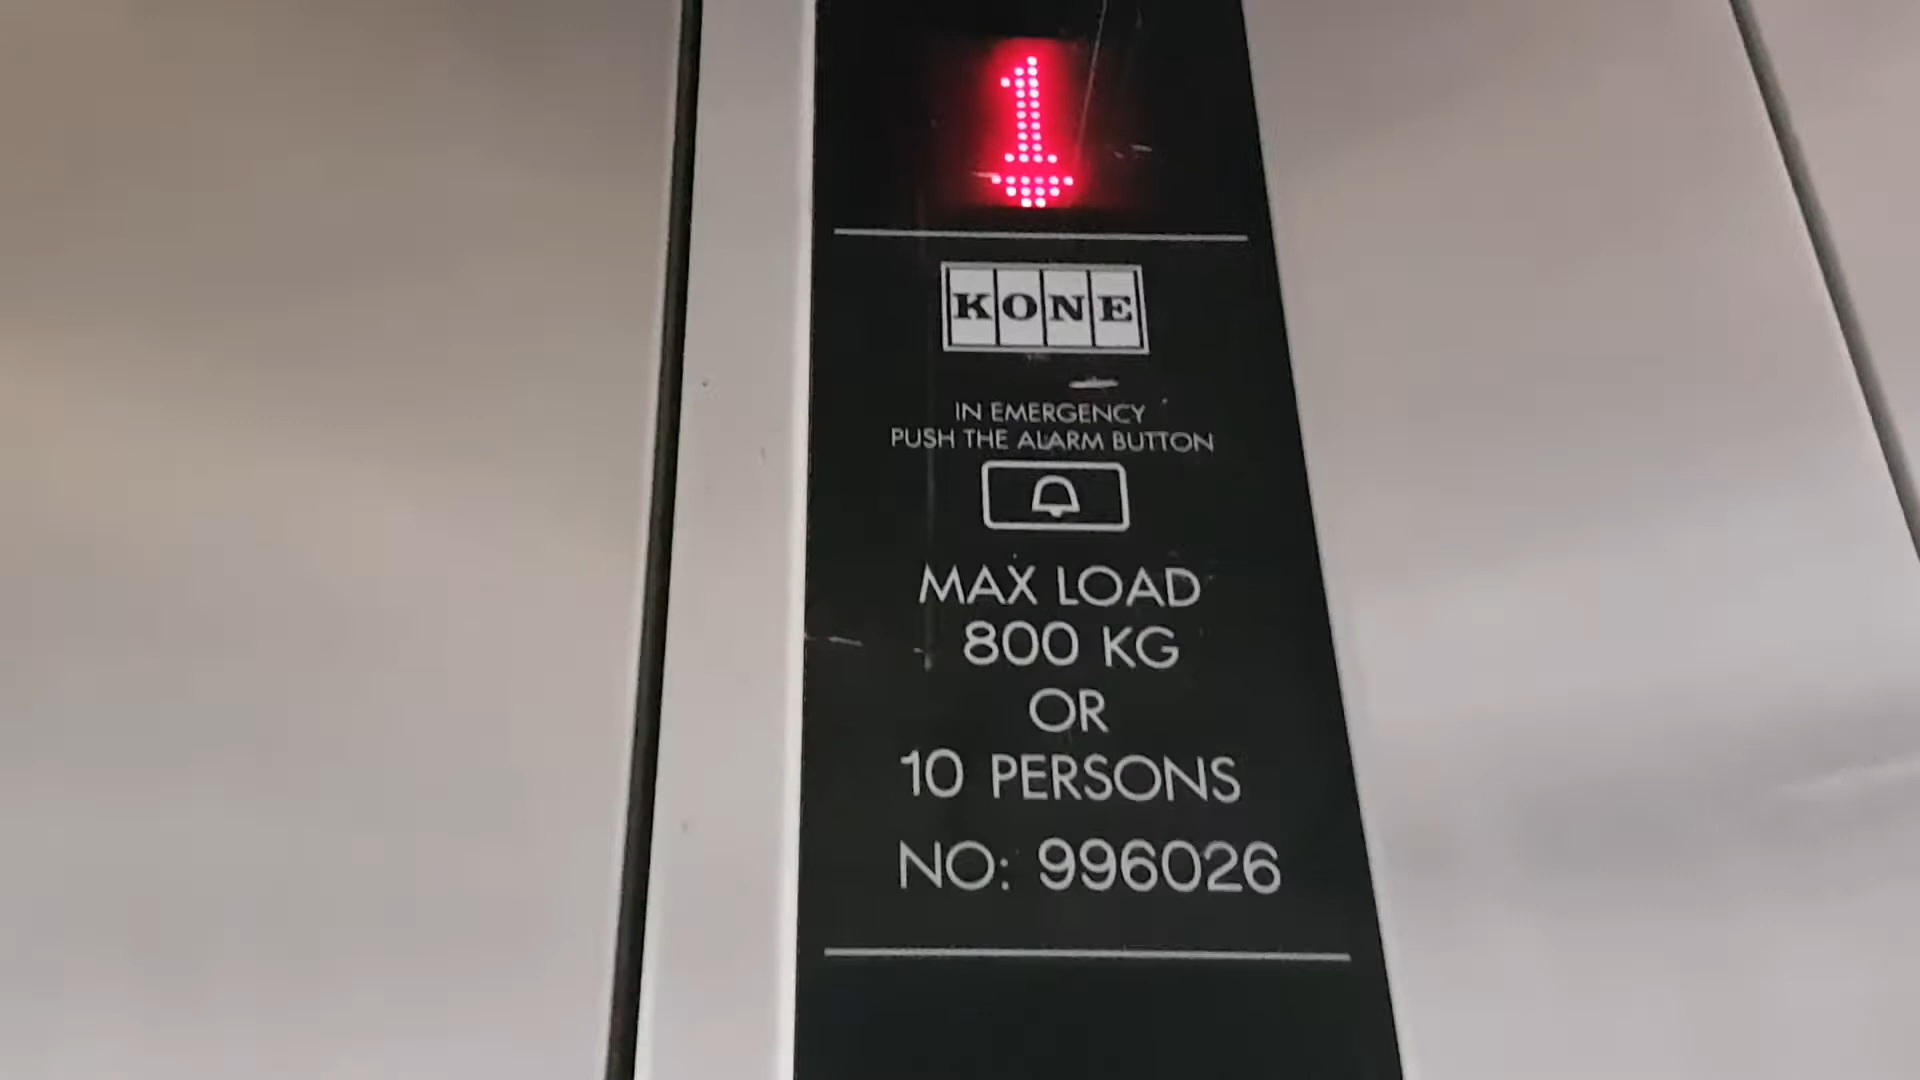 1
KONE
IN EMERGENCY
PUSH THE ALARM BUTTON
MAX LOAD
800 KG
OR
10 PERSONS
NO: 996026